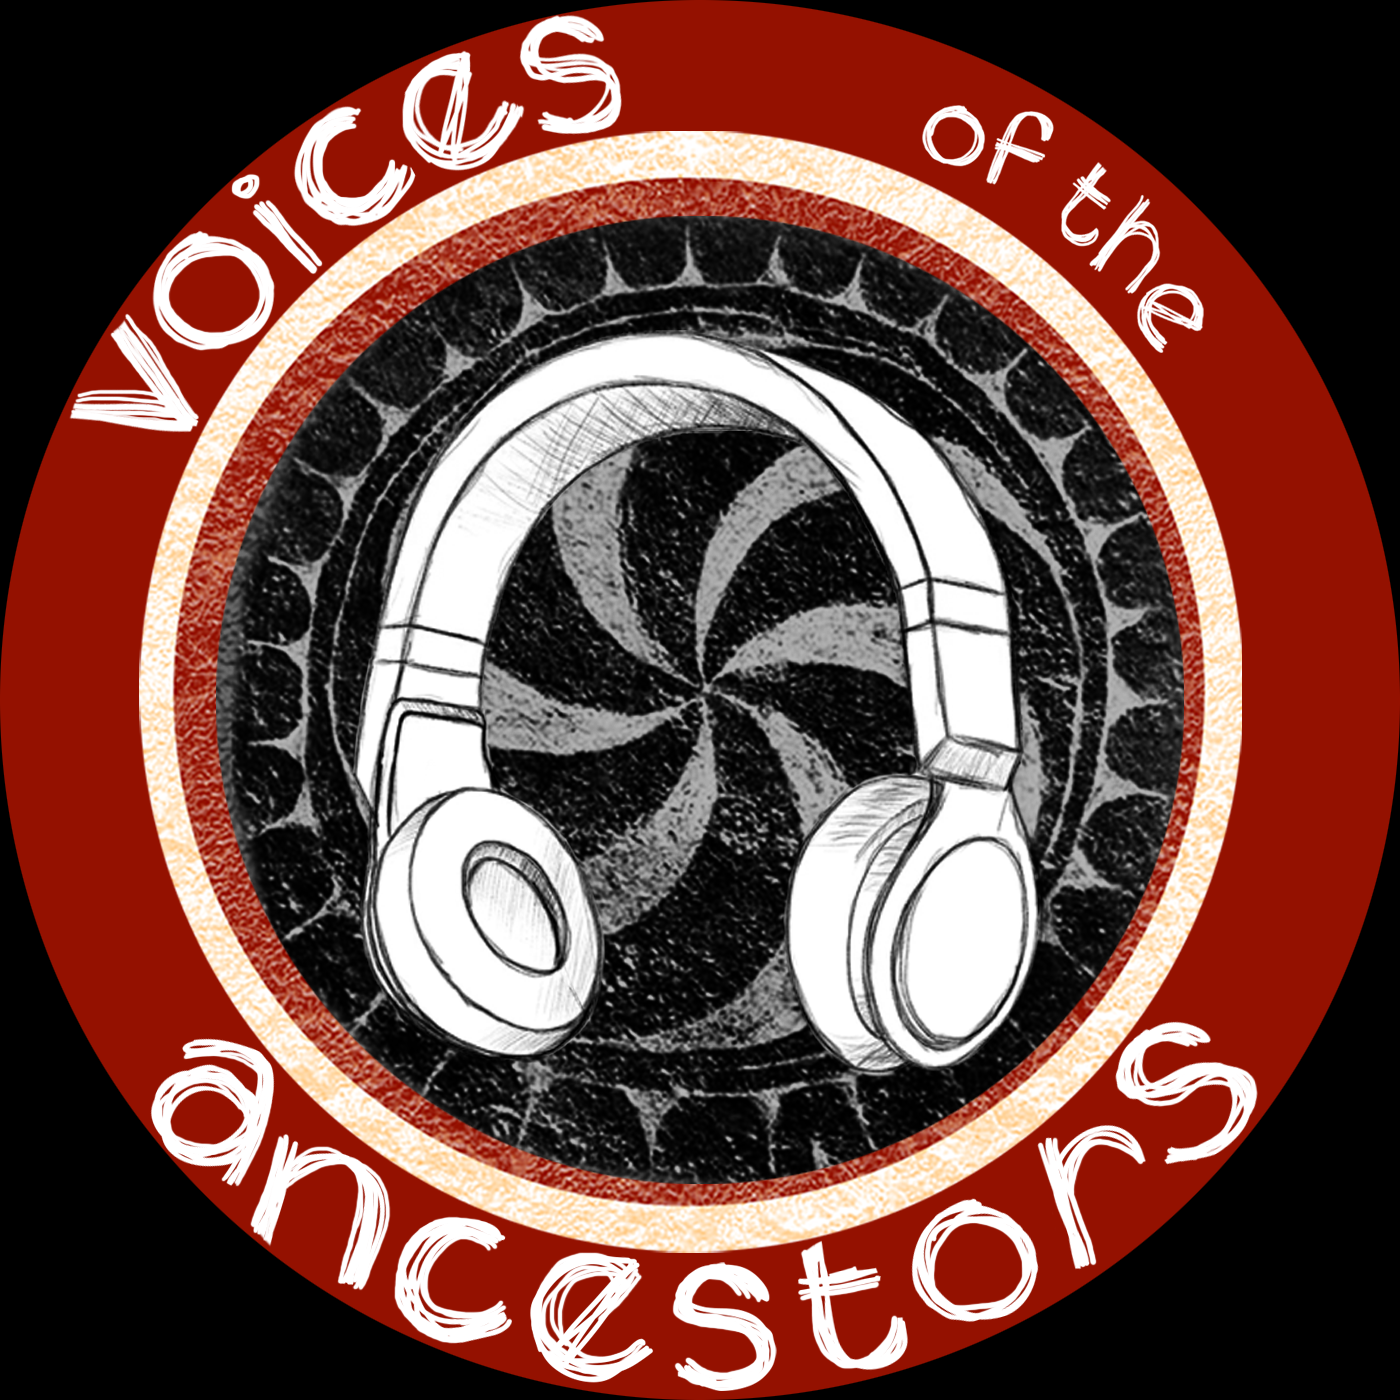 voices
of the
ancestors